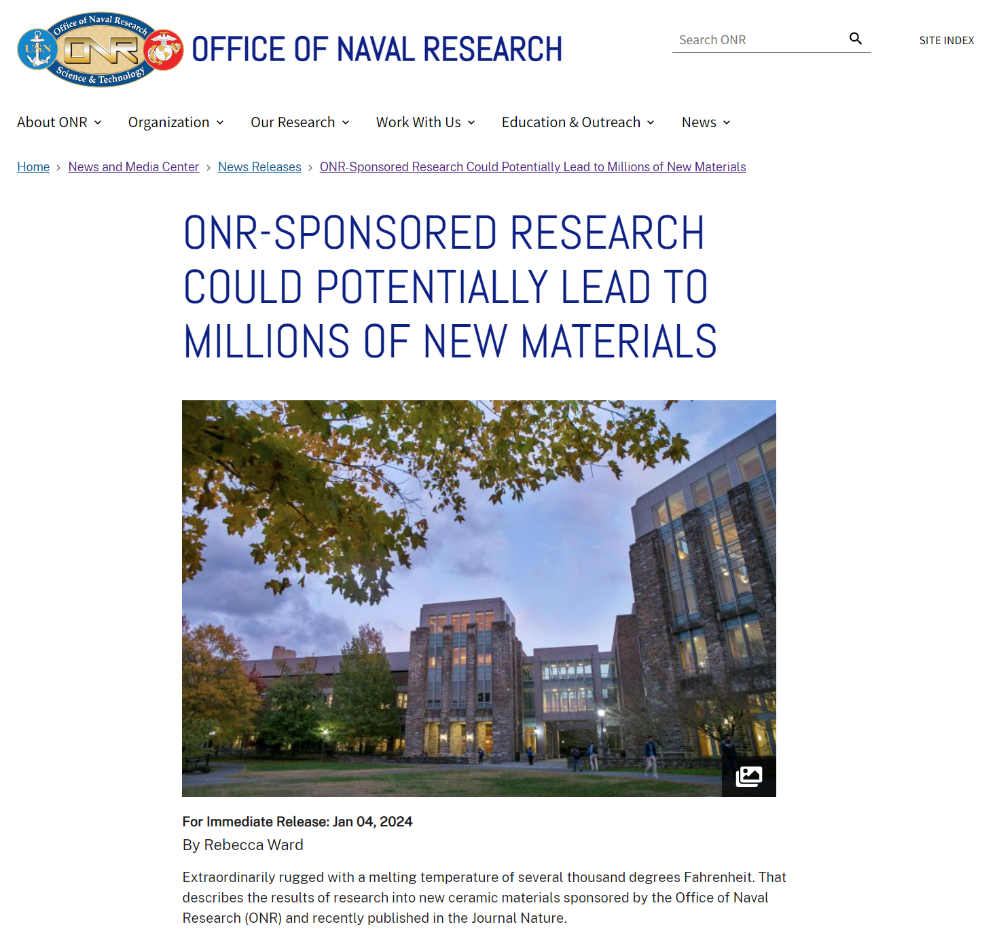 Office of Naval Research
USN
ONR
Science & Technology
OFFICE OF NAVAL RESEARCH
Search ONR
SITE INDEX
About ONR
Organization
Our Research
Work With Us
Education & Outreach
News
Home › News and Media Center › News Releases › ONR-Sponsored Research Could Potentially Lead to Millions of New Materials
ONR-SPONSORED RESEARCH
COULD POTENTIALLY LEAD TO
MILLIONS OF NEW MATERIALS
For Immediate Release: Jan 04, 2024
By Rebecca Ward
Extraordinarily rugged with a melting temperature of several thousand degrees Fahrenheit. That
describes the results of research into new ceramic materials sponsored by the Office of Naval
Research (ONR) and recently published in the Journal Nature.